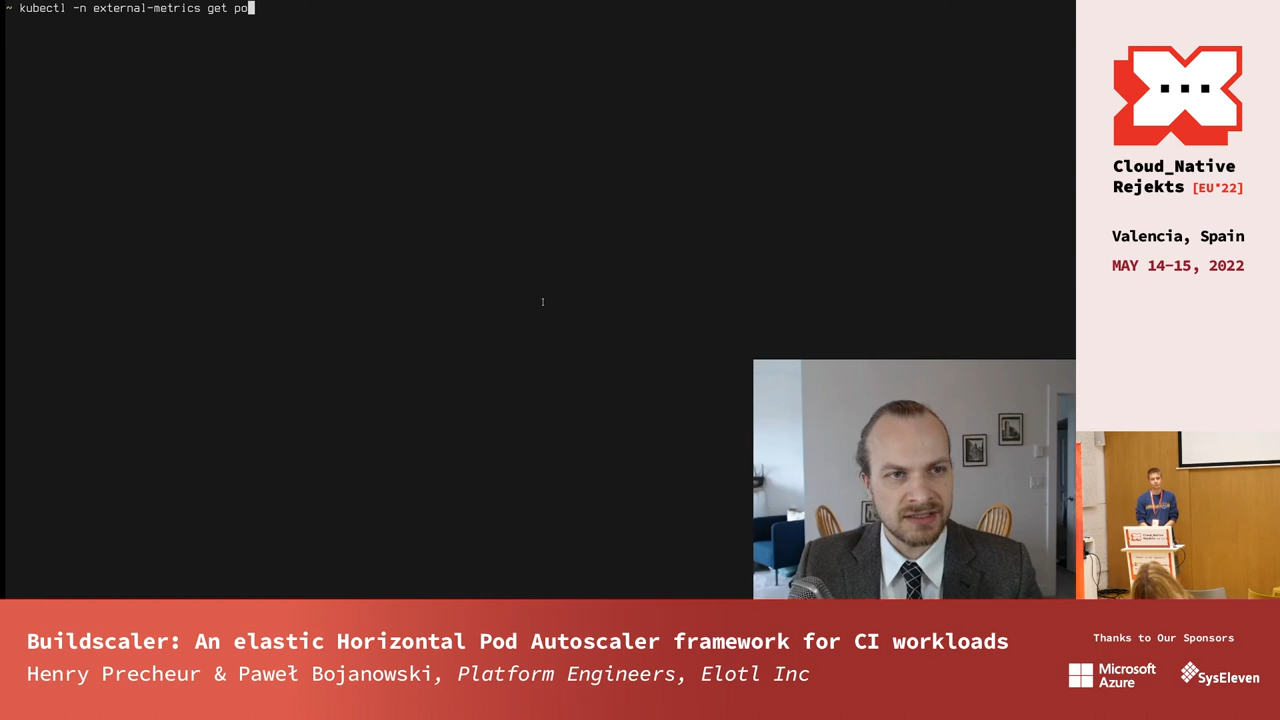 ~ kubectl -n external-metrics get po
Cloud_Native
Rejekts [EU*22]
Valencia, Spain
MAY 14-15, 2022
Cloud_Native
Rejekts
Buildscaler: An elastic Horizontal Pod Autoscaler framework for CI workloads
Henry Precheur & Paweł Bojanowski, Platform Engineers, Elotl Inc
Thanks to Our Sponsors
Microsoft
Azure
SysEleven